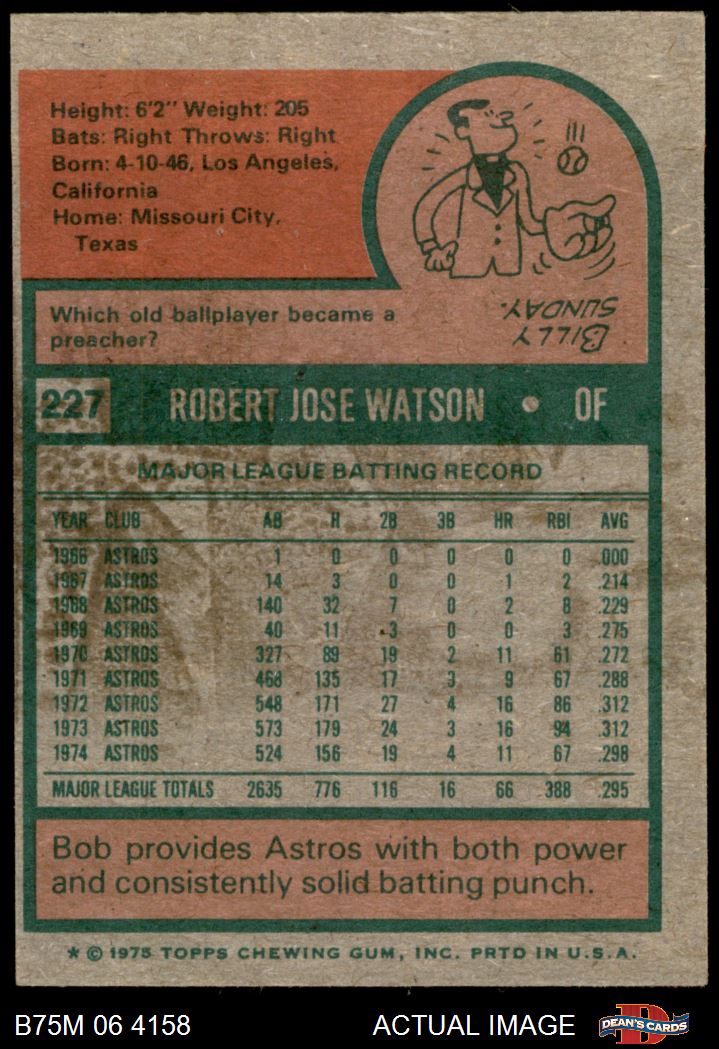 Height: 6'2" Weight: 205
Bats: Right Throws: Right
Born: 4-10-46, Los Angeles,
California
Home: Missouri City,
Texas
Which old ballplayer became a
preacher?
BILLY
SUNDAY.
227 ROBERT JOSE WATSON • OF
MAJOR LEAGUE BATTING RECORD
YEAR CLUB AB H 2B 3B HR RBI AVG
1966 ASTROS 1 0 0 0 0 0 .000
1967 ASTROS 14 3 0 0 1 2 .214
1968 ASTROS 140 32 7 0 2 8 .229
1969 ASTROS 40 11 3 0 0 3 .275
1970 ASTROS 327 89 19 2 11 61 .272
1971 ASTROS 468 135 17 3 9 67 .288
1972 ASTROS 548 171 27 4 16 86 .312
1973 ASTROS 573 179 24 3 16 94 .312
1974 ASTROS 524 156 19 4 11 67 .298
MAJOR LEAGUE TOTALS 2635 776 116 16 66 388 .295
Bob provides Astros with both power
and consistently solid batting punch.
* © 1975 TOPPS CHEWING GUM, INC. PRTD IN U.S.A.
B75M 06 4158 ACTUAL IMAGE DEAN'S CARDS